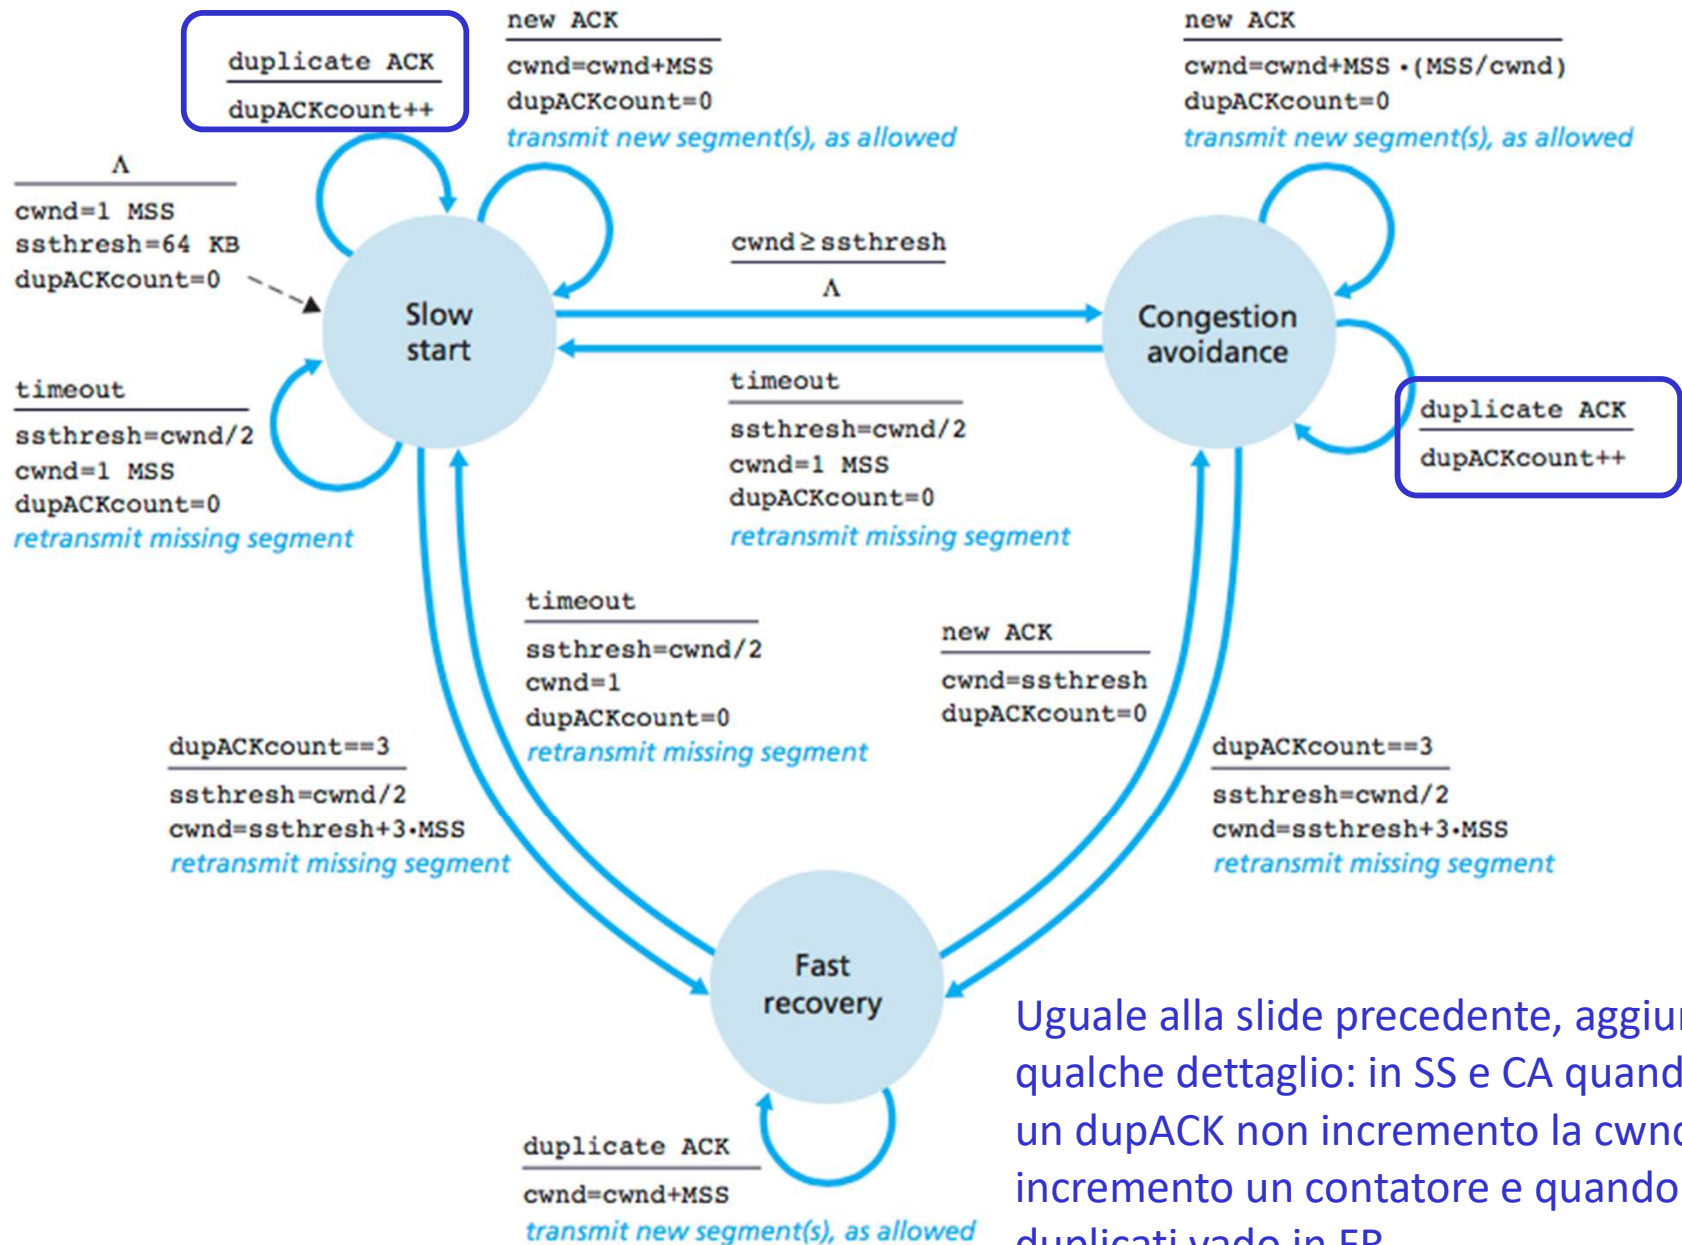 duplicate ACK
dupACKcount++
new ACK
cwnd=cwnd+MSS
dupACKcount=0
transmit new segment(s), as allowed
new ACK
cwnd=cwnd+MSS •(MSS/cwnd)
dupACKcount=0
transmit new segment(s), as allowed
Λ
cwnd=1 MSS
ssthresh=64 KB
dupACKcount=0
Slow
start
cwnd≥ssthresh
Λ
Congestion
avoidance
timeout
ssthresh=cwnd/2
cwnd=1 MSS
dupACKcount=0
retransmit missing segment
timeout
ssthresh=cwnd/2
cwnd=1 MSS
dupACKcount=0
retransmit missing segment
duplicate ACK
dupACKcount++
timeout
ssthresh=cwnd/2
cwnd=1
dupACKcount=0
retransmit missing segment
new ACK
cwnd=ssthresh
dupACKcount=0
dupACKcount==3
ssthresh=cwnd/2
cwnd=ssthresh+3•MSS
retransmit missing segment
dupACKcount==3
ssthresh=cwnd/2
cwnd=ssthresh+3•MSS
retransmit missing segment
Fast
recovery
duplicate ACK
cwnd=cwnd+MSS
transmit new segment(s), as allowed
Uguale alla slide precedente,
qualche dettaglio: in SS e CA
un dupACK non incremento la
incremento un contatore e quando
duplicati vado in FR